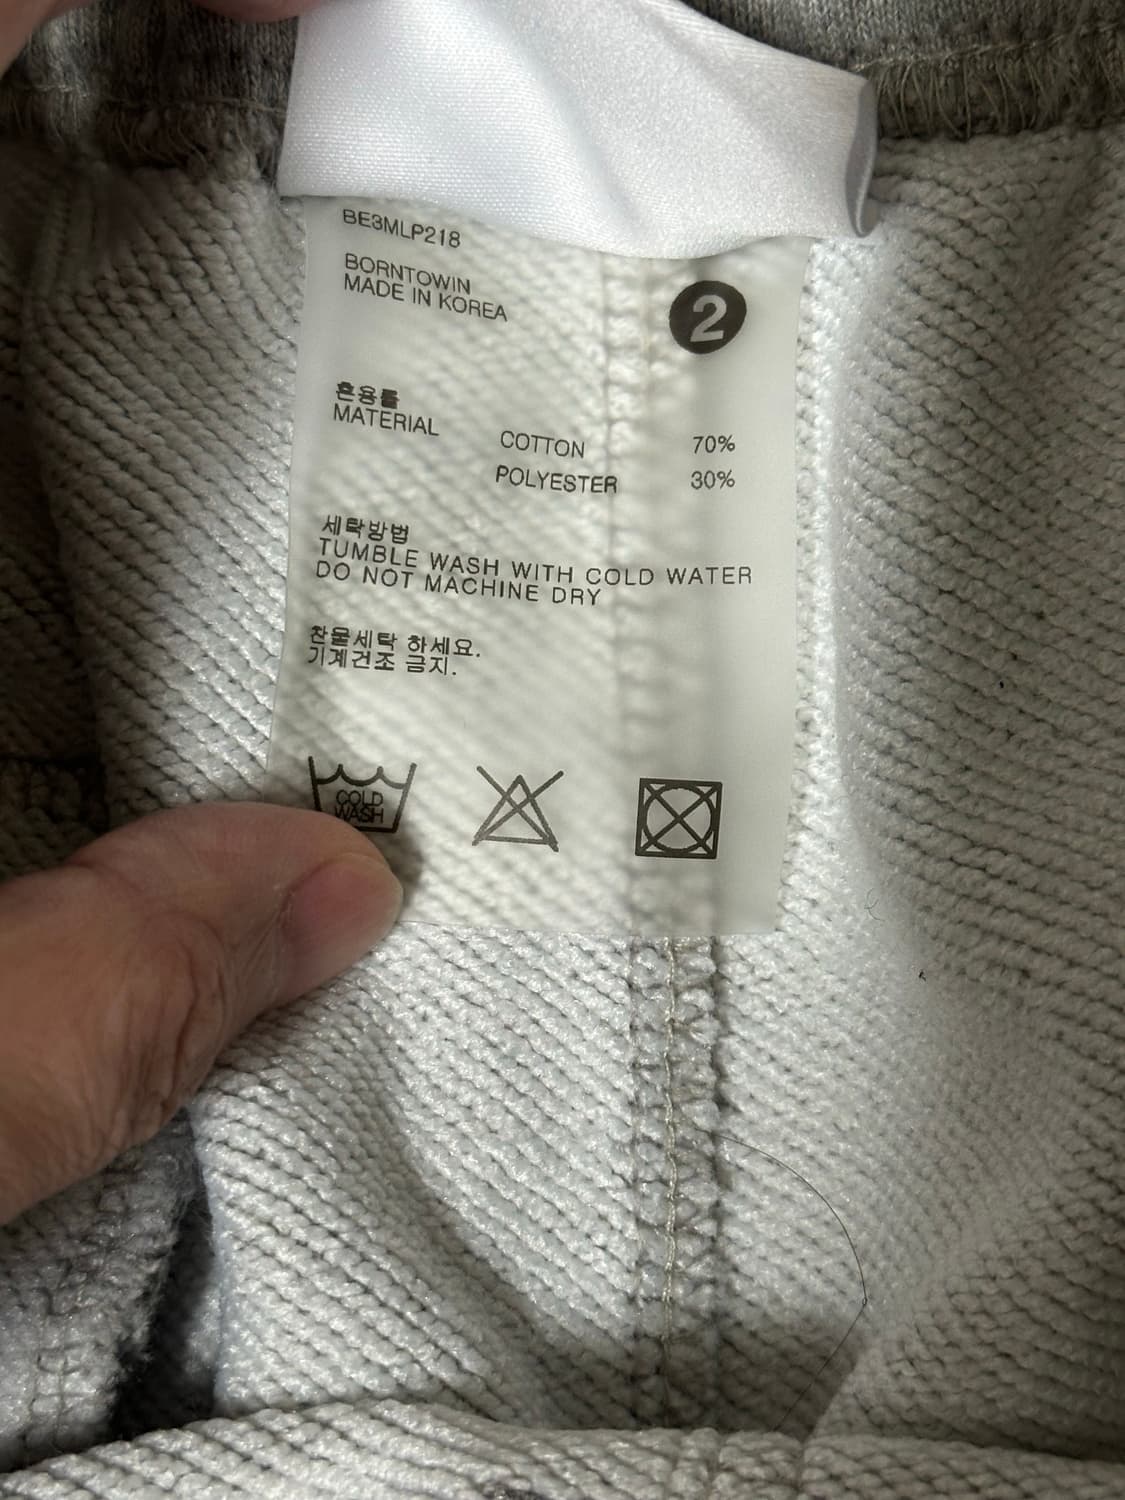 BE3MLP218
BORNTOWIN
MADE IN KOREA
2
혼용률
MATERIAL
COTTON 70%
POLYESTER 30%
세탁방법
TUMBLE WASH WITH COLD WATER
DO NOT MACHINE DRY
찬물세탁 하세요.
기계건조 금지.
COLD
WASH